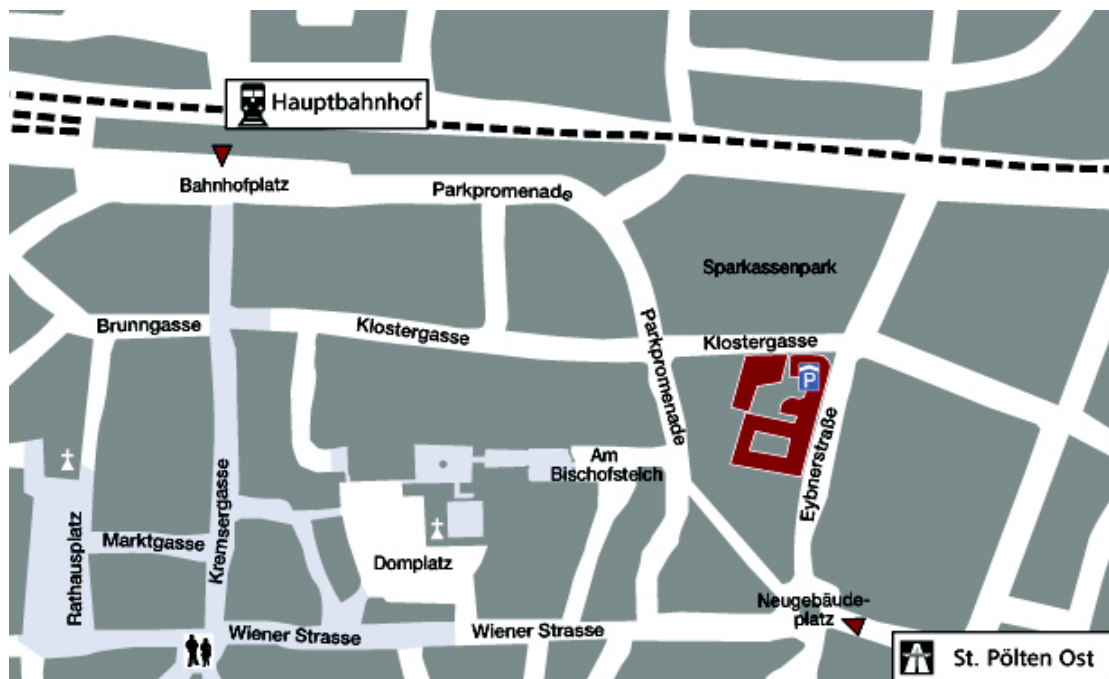 Hauptbahnhof
Bahnhofplatz
Parkpromenade
Sparkassenpark
Brunngasse
Klostergasse
Parkpromenade
Klostergasse
P
Eybnerstraße
Am
Bischofsteich
Kremsergasse
Rathausplatz
Marktgasse
Domplatz
Neugebäude-
platz
Wiener Strasse
Wiener Strasse
St. Pölten Ost